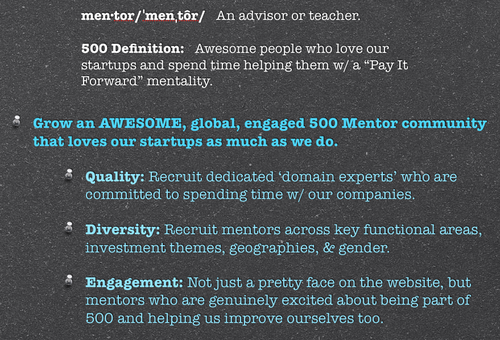 men·tor/ˈmenˌtôr/ An advisor or teacher.
500 Definition: Awesome people who love our
startups and spend time helping them w/ a “Pay It
Forward” mentality.
Grow an AWESOME, global, engaged 500 Mentor community
that loves our startups as much as we do.
Quality: Recruit dedicated ‘domain experts’ who are
committed to spending time w/ our companies.
Diversity: Recruit mentors across key functional areas,
investment themes, geographies, & gender.
Engagement: Not just a pretty face on the website, but
mentors who are genuinely excited about being part of
500 and helping us improve ourselves too.